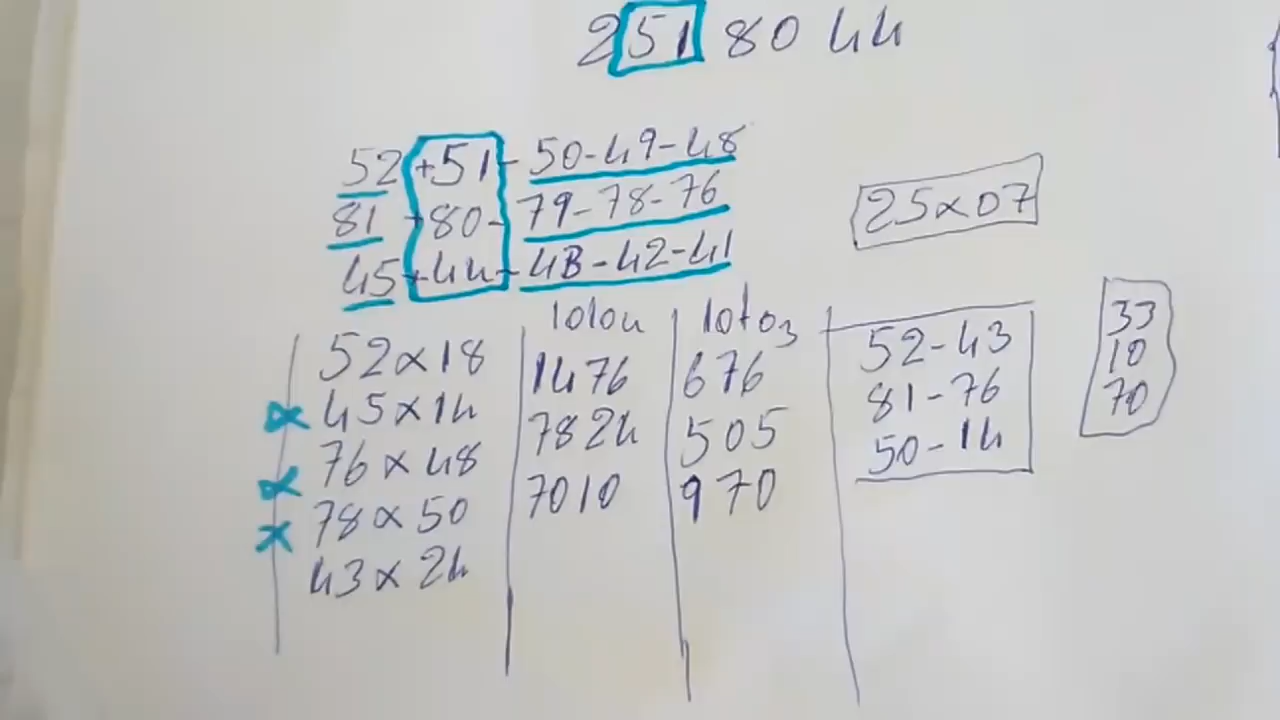 251 80 44
52+51-50-49-48
81+80-79-78-76
45+44-43-42-41
25x07
loto4 loto3
52x18 1476 676 52-43
45x14 7824 505 81-76
76x48 7010 970 50-14
78x50
43x24
33
10
70